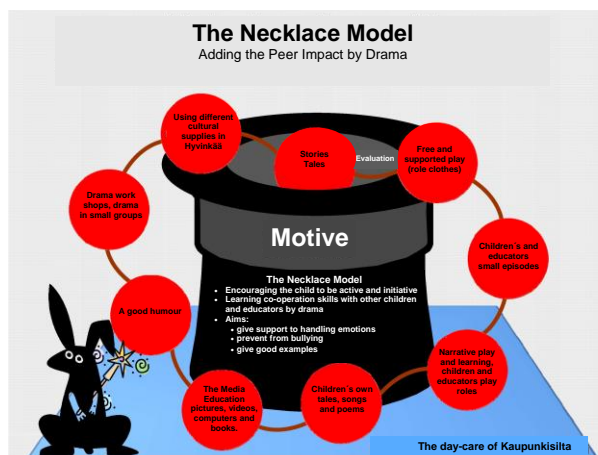 The Necklace Model
Adding the Peer Impact by Drama
Using different
cultural
supplies in
Hyvinkää
Stories
Tales
Evaluation
Free and
supported play
(role clothes)
Drama work
shops, drama
in small groups
Motive
Children´s and
educators
small episodes
The Necklace Model
• Encouraging the child to be active and initiative
• Learning co-operation skills with other children
and educators by drama
• Aims:
• give support to handling emotions
• prevent from bullying
• give good examples
A good humour
Narrative play
and learning,
children and
educators play
roles
The Media
Education
pictures, videos,
computers and
books.
Children´s own
tales, songs
and poems
The day-care of Kaupunkisilta